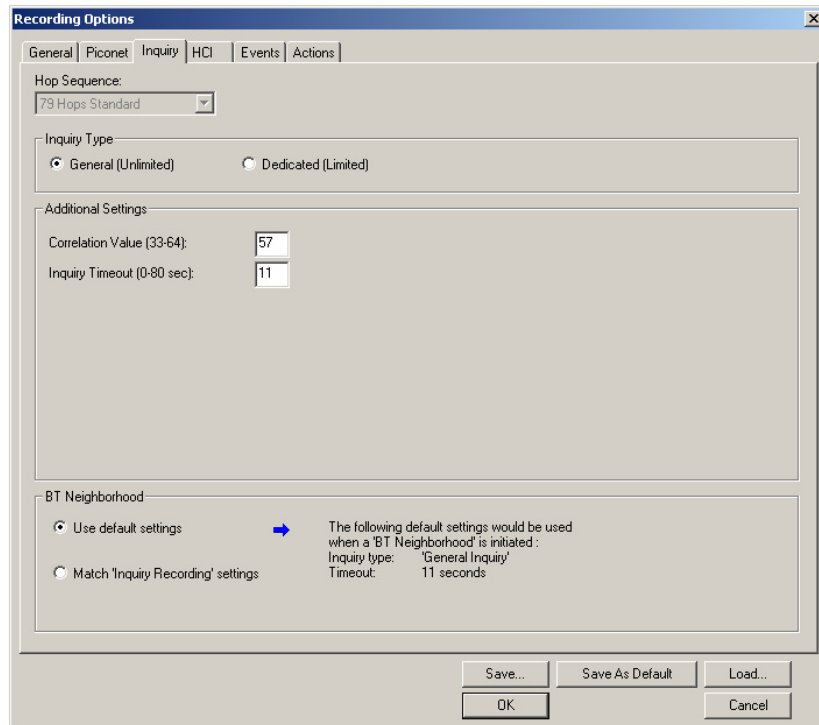 Recording Options
General Piconet Inquiry HCI Events Actions
Hop Sequence:
79 Hops Standard
Inquiry Type
General (Unlimited) Dedicated (Limited)
Additional Settings
Correlation Value (33-64): 57
Inquiry Timeout (0-80 sec): 11
BT Neighborhood
Use default settings
Match 'Inquiry Recording' settings
The following default settings would be used
when a 'BT Neighborhood' is initiated :
Inquiry type: 'General Inquiry'
Timeout: 11 seconds
Save... Save As Default Load...
OK Cancel